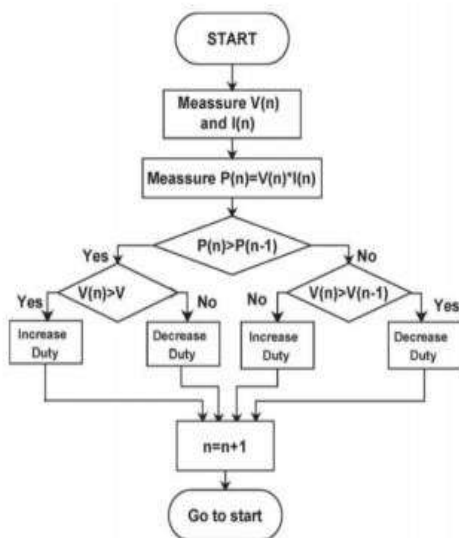 START
Meassure V(n)
and I(n)
Meassure P(n)=V(n)*I(n)
P(n)>P(n-1)
Yes
No
V(n)>V
V(n)>V(n-1)
Yes
No
No
Yes
Increase
Duty
Decrease
Duty
Increase
Duty
Decrease
Duty
n=n+1
Go to start